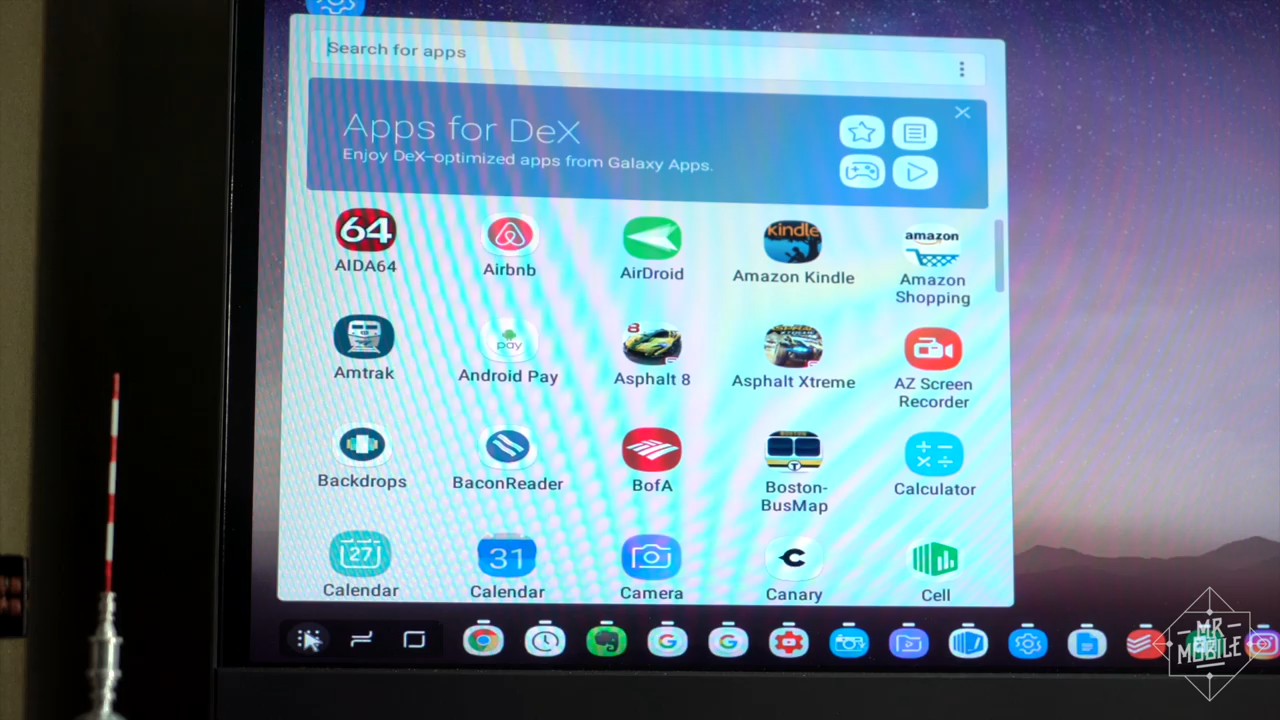 Search for apps
Apps for DeX
Enjoy DeX-optimized apps from Galaxy Apps.
64
kindle
amazon
AIDA64
Airbnb
AirDroid
Amazon Kindle
Amazon
Shopping
pay
8
Amtrak
Android Pay
Asphalt 8
Asphalt Xtreme
AZ Screen
Recorder
BOSTON
T
Backdrops
BaconReader
BofA
Boston-
BusMap
Calculator
27
31
Calendar
Calendar
Camera
Canary
Cell
G
G
MR
MOBILE